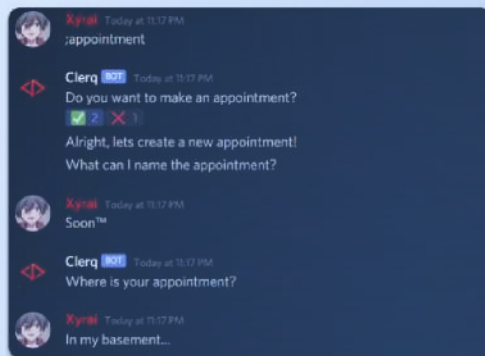 Xyrai Today at 11:17 PM
;appointment
Clerq BOT Today at 11:17 PM
Do you want to make an appointment?
2 1
Alright, lets create a new appointment!
What can I name the appointment?
Xyrai Today at 11:17 PM
Soon™
Clerq BOT Today at 11:17 PM
Where is your appointment?
Xyrai Today at 11:17 PM
In my basement...